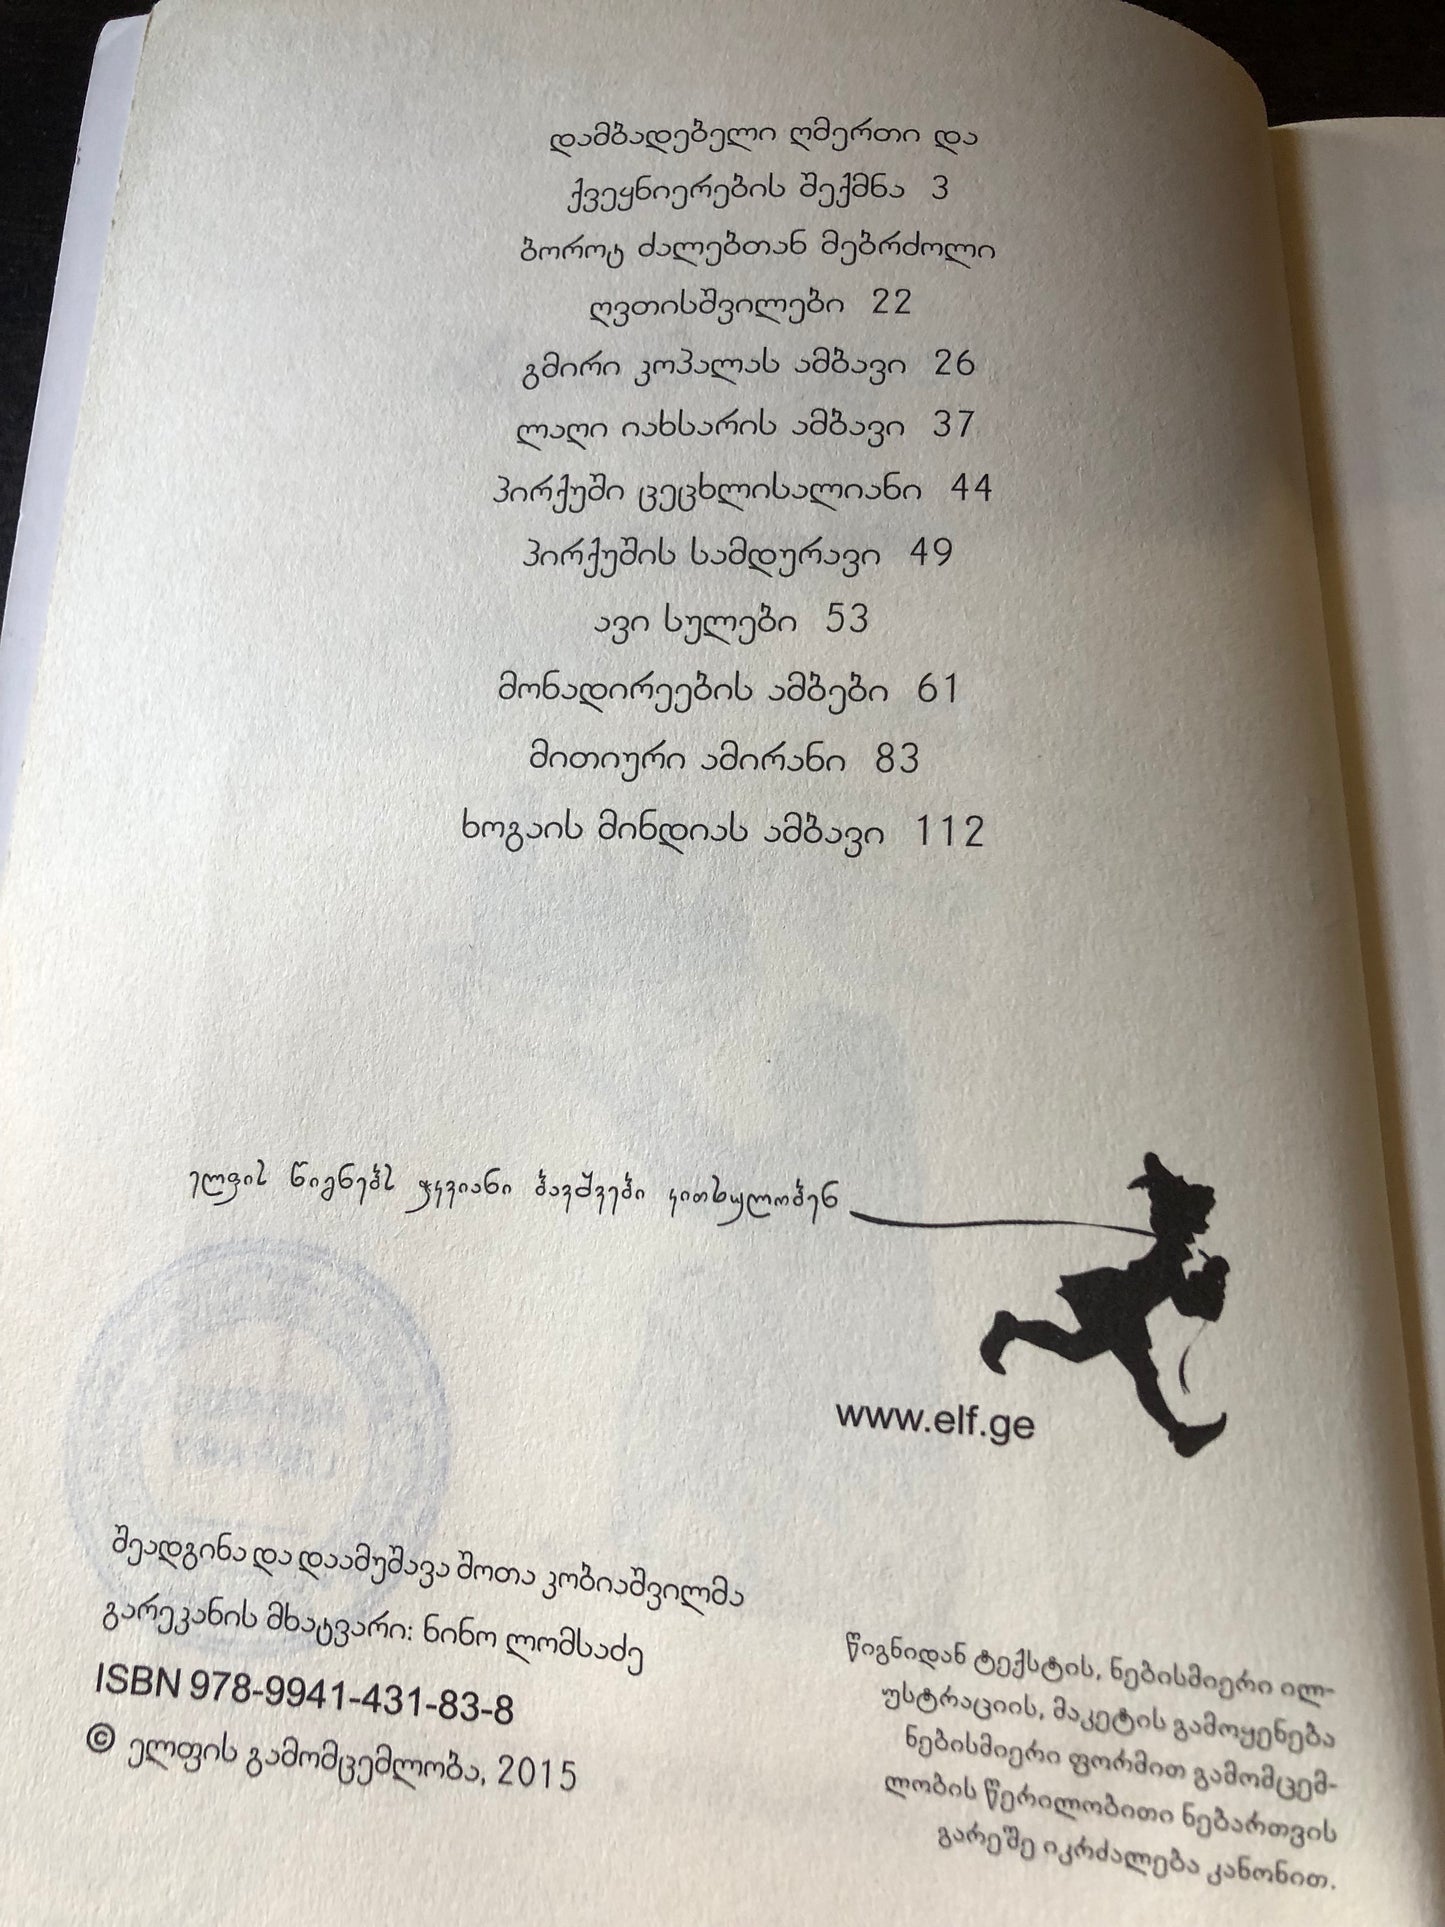 დამბადებელი ღმერთი და
ქვეყნიერების შექმნა 3
ბოროტ ძალებთან მებრძოლი
ღვთისშვილები 22
გმირი კოპალას ამბავი 26
ლაღი იახსარის ამბავი 37
პირქუში ცეცხლისალიანი 44
პირქუშის სამდურავი 49
ავი სულები 53
მონადირეების ამბები 61
მითიური ამირანი 83
ხოგაის მინდიას ამბავი 112
ელფის წიგნებს ჭკვიანი ბავშვები კითხულობენ
www.elf.ge
შეადგინა და დაამუშავა შოთა კობიაშვილმა
გარეკანის მხატვარი: ნინო ლომსაძე
ISBN 978-9941-431-83-8
© ელფის გამომცემლობა, 2015
წიგნიდან ტექსტის, ნებისმიერი ილ-
უსტრაციის, მაკეტის გამოყენება
ნებისმიერი ფორმით გამომცემ-
ლობის წერილობითი ნებართვის
გარეშე იკრძალება კანონით.